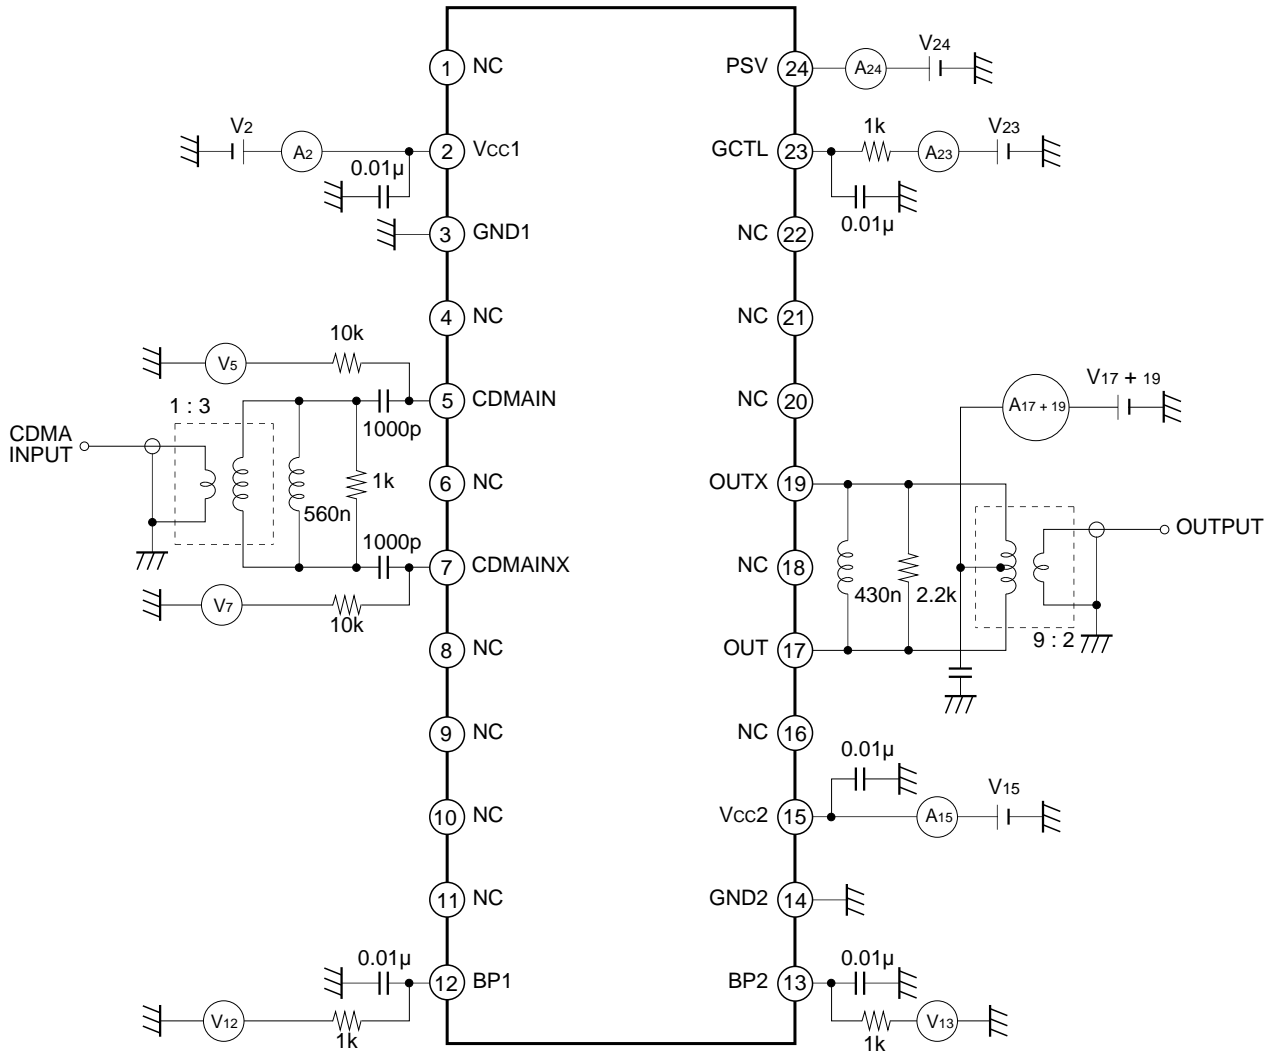 1 NC
PSV 24 A24 V24
V2 A2 2 VCC1
0.01µ
GCTL 23 1k A23 V23
0.01µ
3 GND1
NC 22
4 NC
NC 21
10k
V5
1 : 3
5 CDMAIN
1000p
NC 20
A17 + 19 V17 + 19
CDMA
INPUT
6 NC
1k
560n
OUTX 19
1000p
7 CDMAINX
V7
10k
NC 18
430n 2.2k
OUTPUT
9 : 2
8 NC
OUT 17
9 NC
NC 16
0.01µ
10 NC
VCC2 15 A15 V15
11 NC
GND2 14
0.01µ
12 BP1
V12
1k
BP2 13
0.01µ
1k
V13